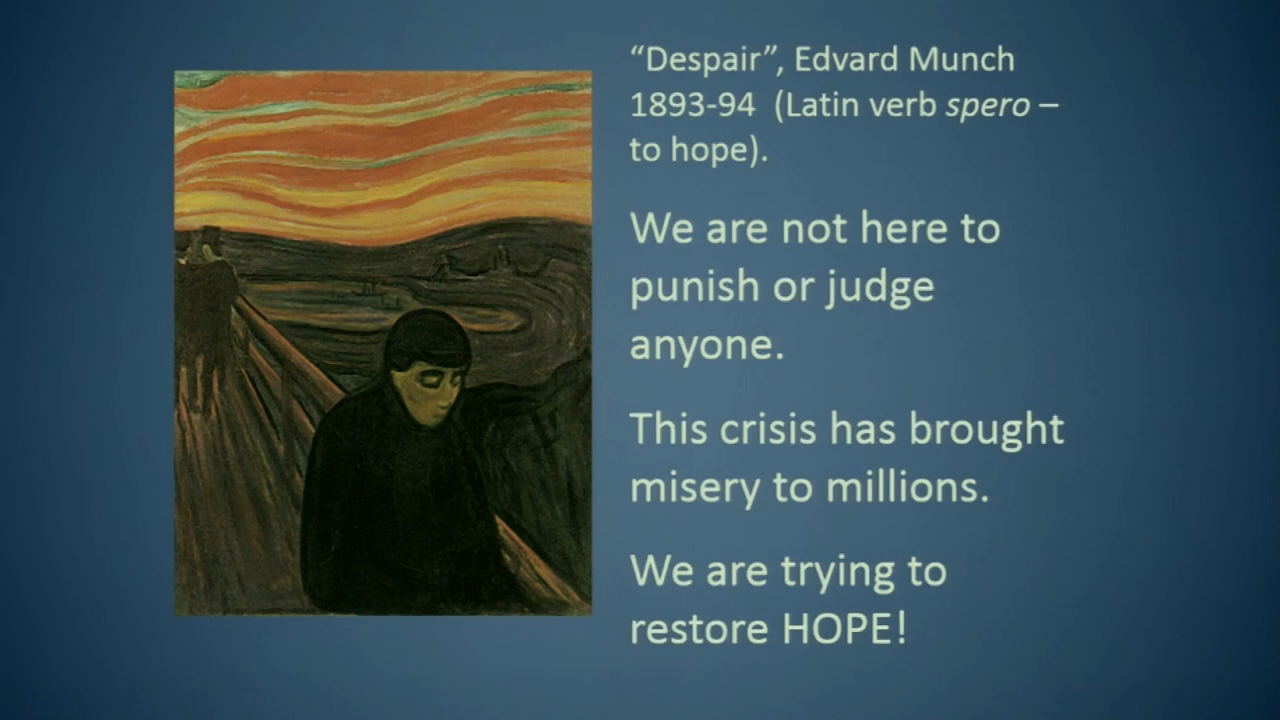 “Despair”, Edvard Munch
1893-94  (Latin verb spero –
to hope).
We are not here to
punish or judge
anyone.
This crisis has brought
misery to millions.
We are trying to
restore HOPE!